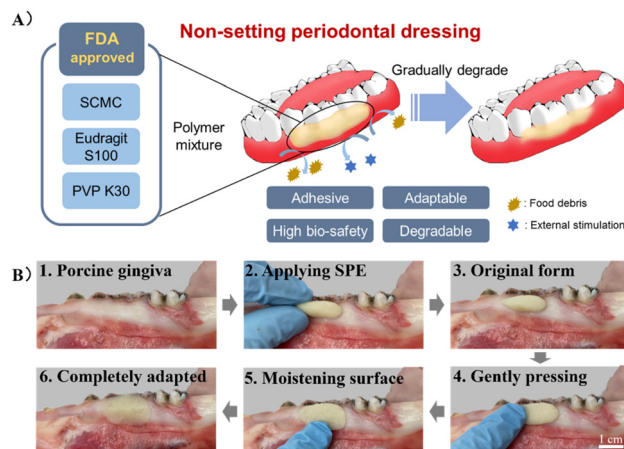 A)
Non-setting periodontal dressing
FDA
approved
SCMC
Eudragit
S100
PVP K30
Polymer
mixture
Gradually degrade
Adhesive
Adaptable
High bio-safety
Degradable
: Food debris
: External stimulation
B)
1. Porcine gingiva
2. Applying SPE
3. Original form
6. Completely adapted
5. Moistening surface
4. Gently pressing
1 cm